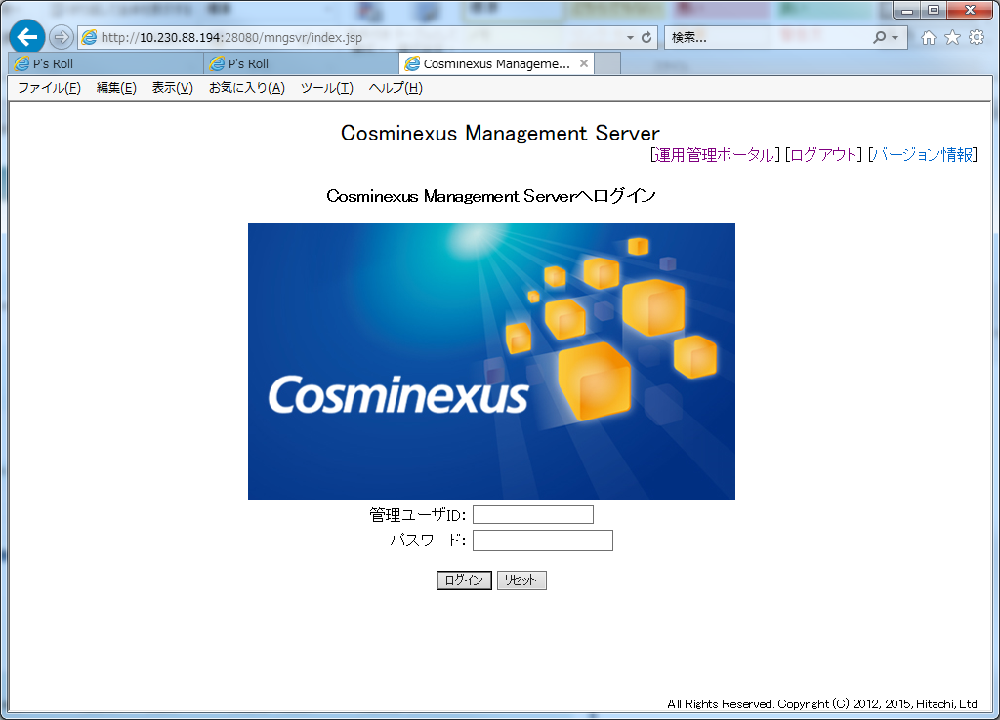 http://10.230.88.194:28080/mngsvr/index.jsp
検索...
P's Roll
P's Roll
Cosminexus Manageme...
ファイル(F) 編集(E) 表示(V) お気に入り(A) ツール(T) ヘルプ(H)
Cosminexus Management Server
[運用管理ポータル] [ログアウト] [バージョン情報]
Cosminexus Management Serverへログイン
Cosminexus
管理ユーザID:
パスワード:
ログイン リセット
All Rights Reserved. Copyright (C) 2012, 2015, Hitachi, Ltd.